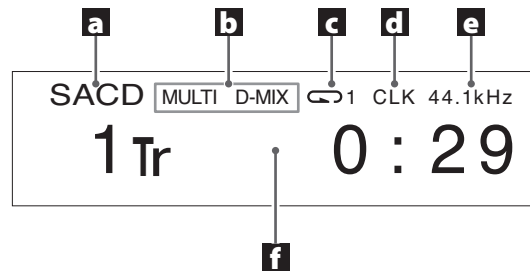 a b c d e
SACD MULTI D-MIX 1 CLK 44.1kHz
1 Tr 0 : 29
f